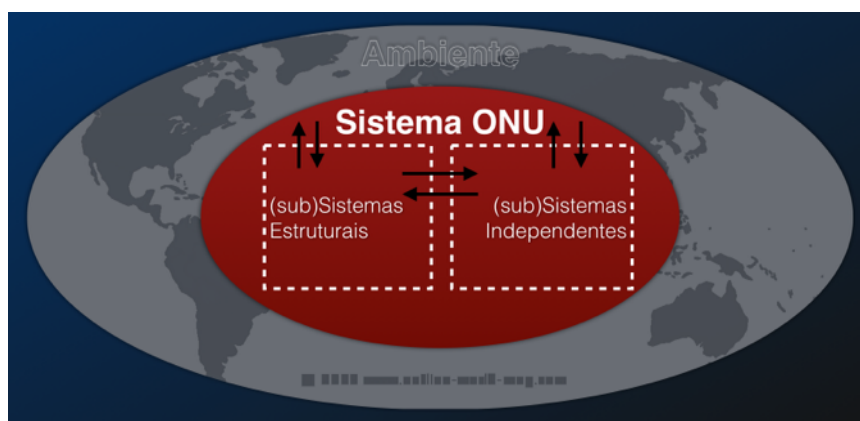 Ambiente
Sistema ONU
(sub)Sistemas
Estruturais
(sub)Sistemas
Independentes